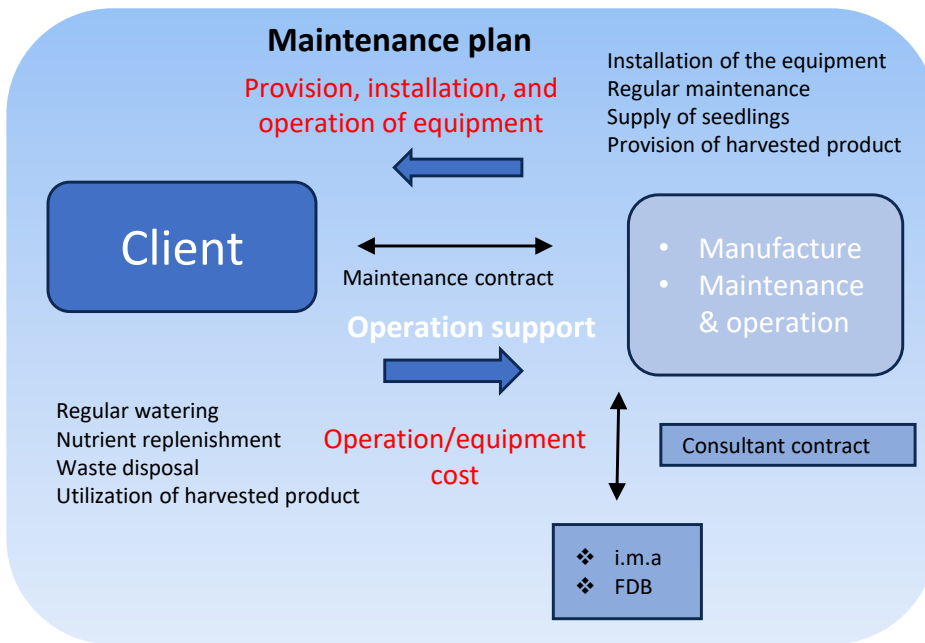 Maintenance plan
Provision, installation, and
operation of equipment
Installation of the equipment
Regular maintenance
Supply of seedlings
Provision of harvested product
Client
Maintenance contract
• Manufacture
• Maintenance
& operation
Operation support
Regular watering
Nutrient replenishment
Waste disposal
Utilization of harvested product
Operation/equipment
cost
Consultant contract
❖ i.m.a
❖ FDB